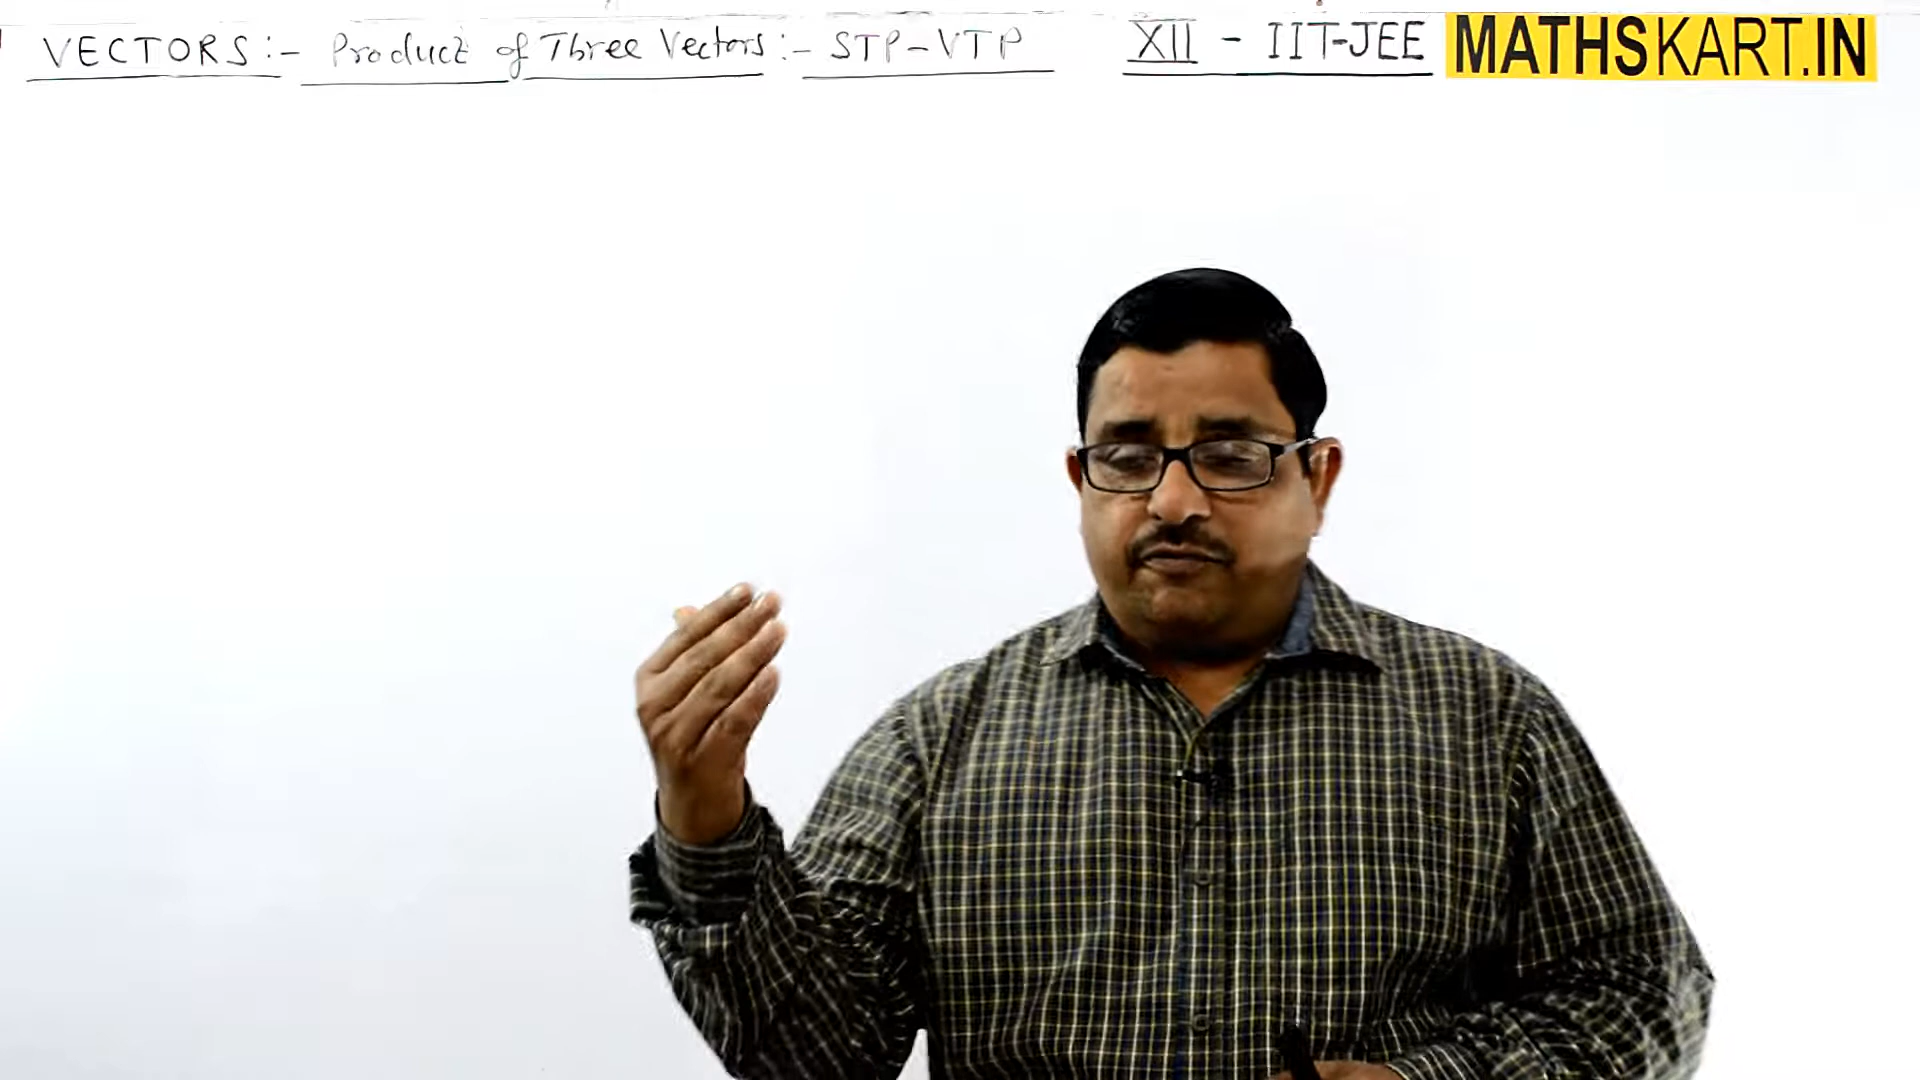 VECTORS:- Product of Three Vectors:- STP-VTP XII - IIT-JEE MATHSKART.IN